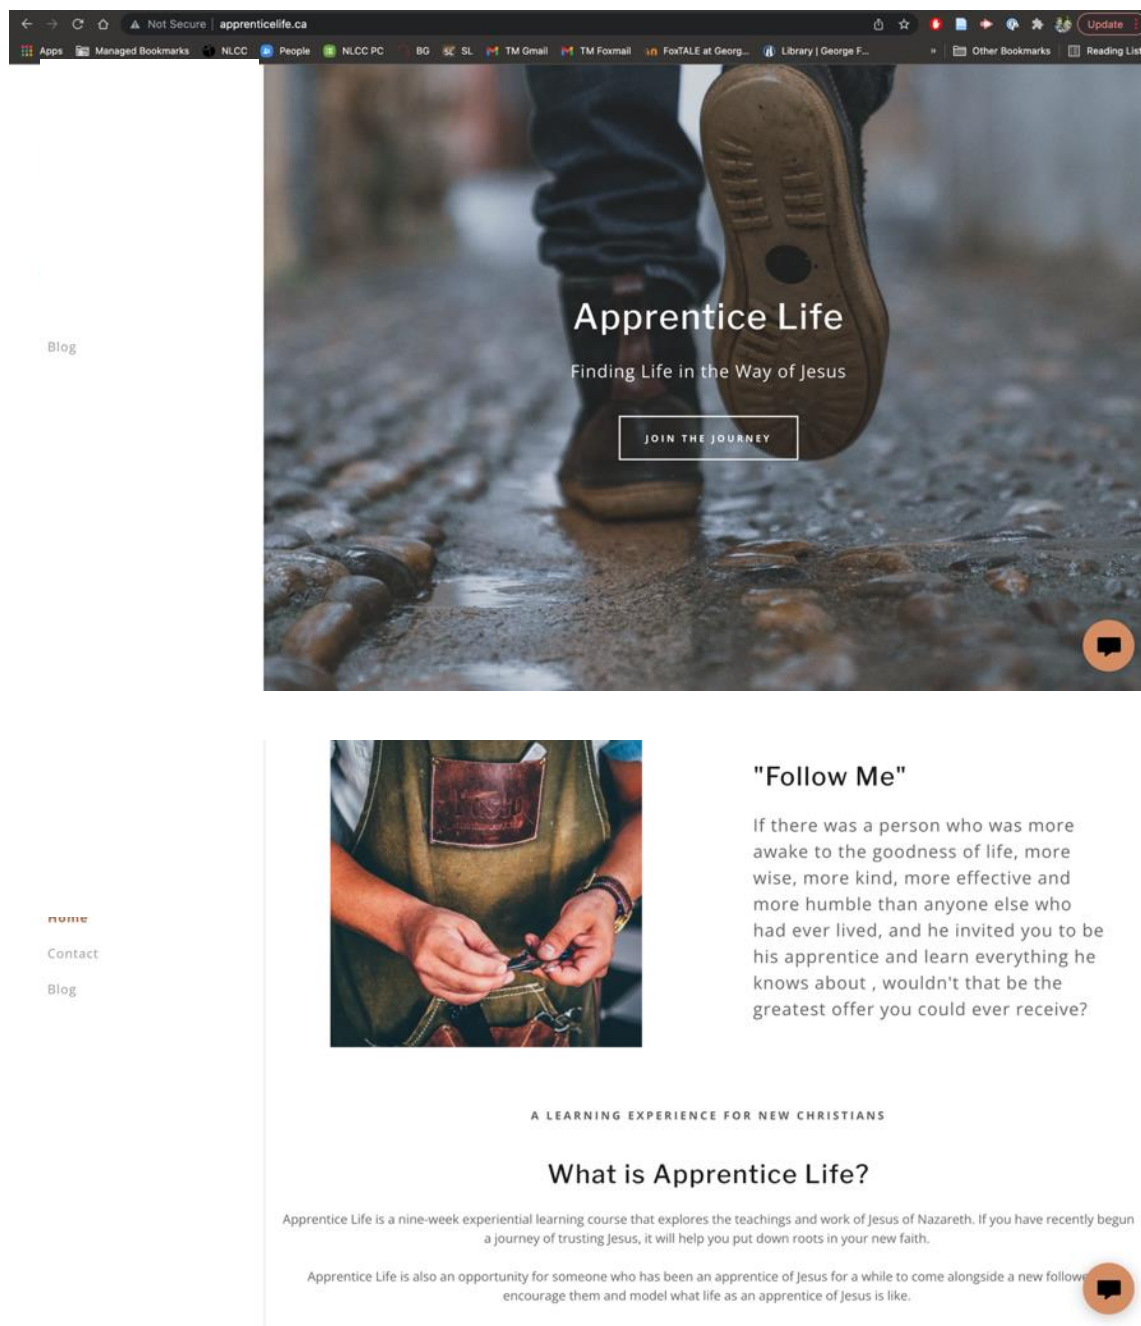 Not Secure | apprenticelife.ca
Update
Apps Managed Bookmarks NLCC People NLCC PC BG SC SL TM Gmail TM Foxmail FoxTALE at Georg... Library | George F... » Other Bookmarks Reading List
Blog
Apprentice Life
Finding Life in the Way of Jesus
JOIN THE JOURNEY
"Follow Me"
If there was a person who was more
awake to the goodness of life, more
wise, more kind, more effective and
more humble than anyone else who
had ever lived, and he invited you to be
his apprentice and learn everything he
knows about , wouldn't that be the
greatest offer you could ever receive?
Home
Contact
Blog
A LEARNING EXPERIENCE FOR NEW CHRISTIANS
What is Apprentice Life?
Apprentice Life is a nine-week experiential learning course that explores the teachings and work of Jesus of Nazareth. If you have recently begun
a journey of trusting Jesus, it will help you put down roots in your new faith.
Apprentice Life is also an opportunity for someone who has been an apprentice of Jesus for a while to come alongside a new
encourage them and model what life as an apprentice of Jesus is like.